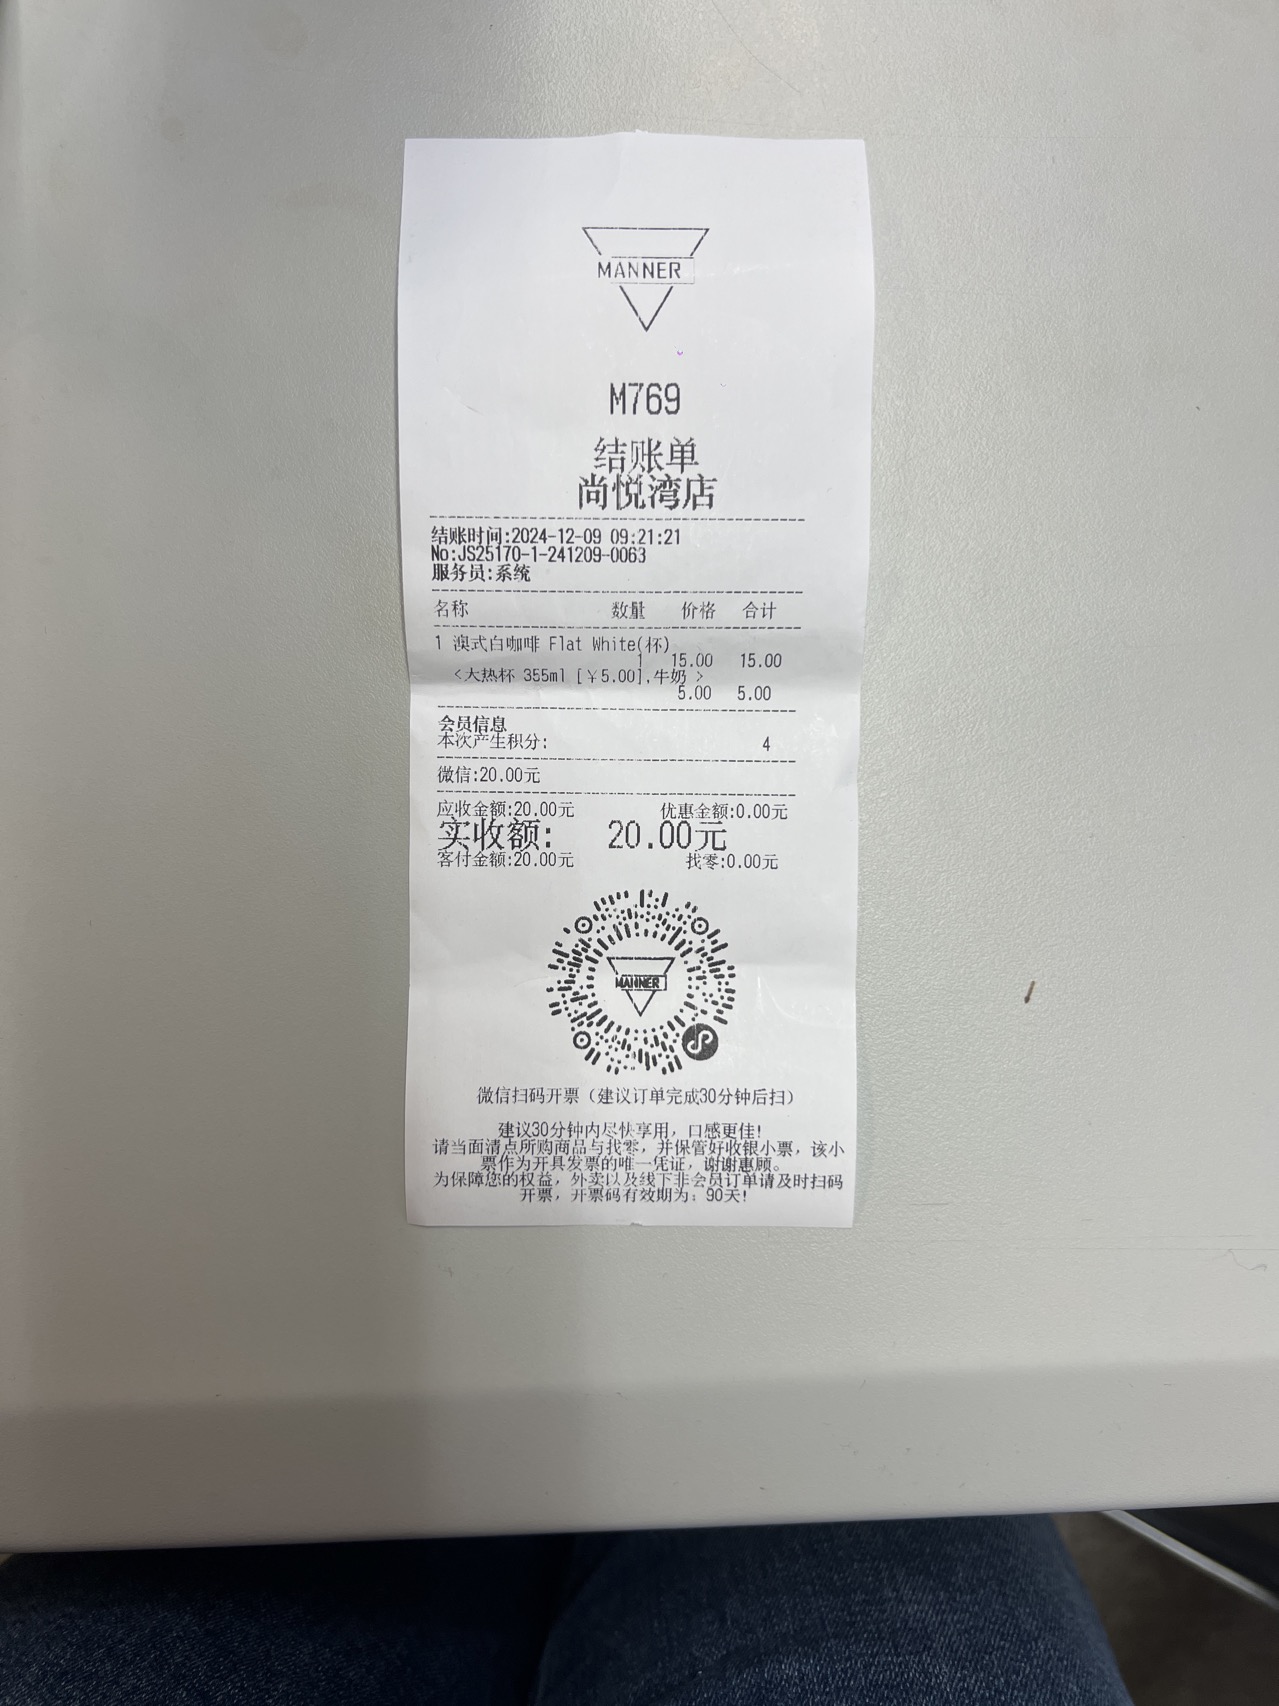 MANNER
M769
结账单
尚悦湾店
结账时间:2024-12-09 09:21:21
No:JS25170-1-241209-0063
服务员:系统
名称 数量 价格 合计
1 澳式白咖啡 Flat White(杯)
1 15.00 15.00
<大热杯 355ml [￥5.00],牛奶 >
5.00 5.00
会员信息
本次产生积分: 4
微信:20.00元
应收金额:20.00元 优惠金额:0.00元
实收额: 20.00元
客付金额:20.00元 找零:0.00元
MANNER
微信扫码开票（建议订单完成30分钟后扫）
建议30分钟内尽快享用，口感更佳!
请当面清点所购商品与找零，并保管好收银小票，该小
票作为开具发票的唯一凭证，谢谢惠顾。
为保障您的权益，外卖以及线下非会员订单请及时扫码
开票，开票码有效期为: 90天!